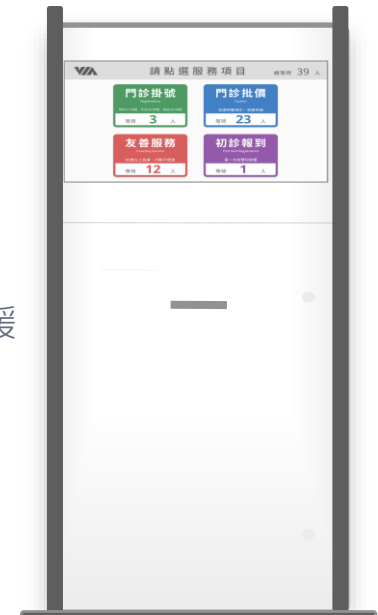 VIA 請點選服務項目 總等待 39 人
門診掛號
等待 3 人
門診批價
等待 23 人
友善服務
等待 12 人
初診報到
等待 1 人